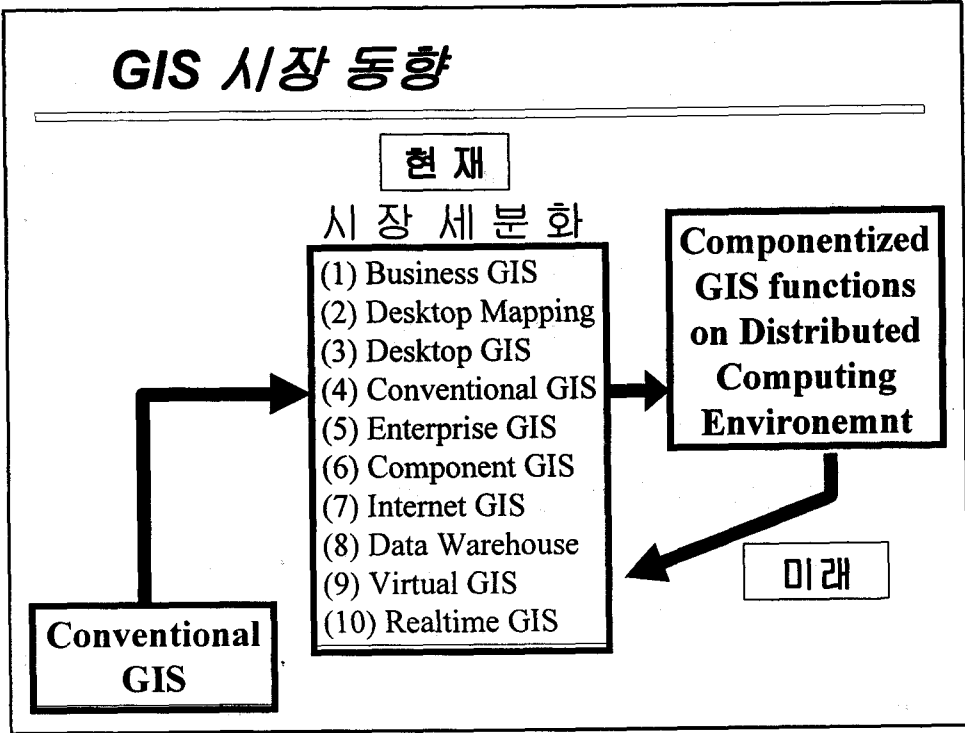 GIS 시장 동향
현 재
시 장 세 분 화
(1) Business GIS
(2) Desktop Mapping
(3) Desktop GIS
(4) Conventional GIS
(5) Enterprise GIS
(6) Component GIS
(7) Internet GIS
(8) Data Warehouse
(9) Virtual GIS
(10) Realtime GIS
Componentized
GIS functions
on Distributed
Computing
Environemnt
미래
Conventional
GIS